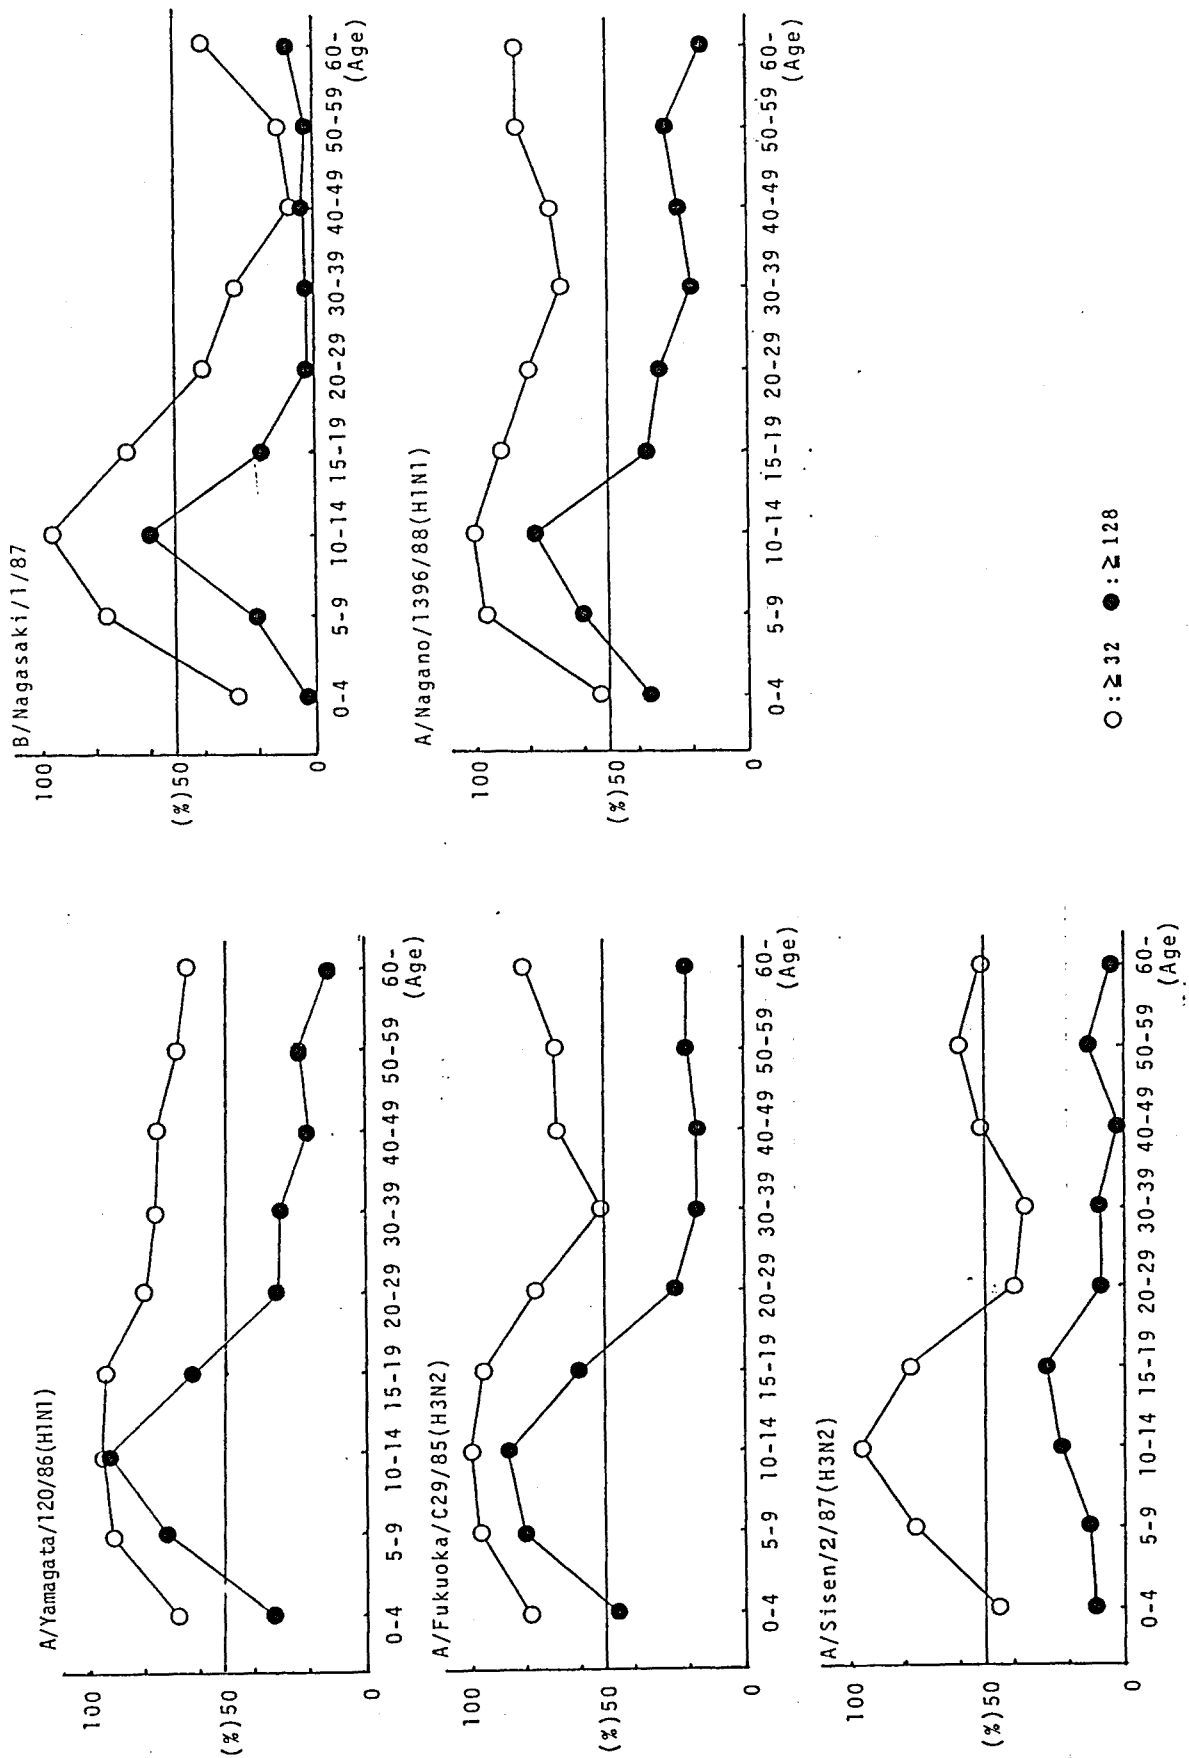 A/Yamagata/120/86(H1N1)
100
(%)50
0
0-4 5-9 10-14 15-19 20-29 30-39 40-49 50-59 60-
(Age)
A/Fukuoka/C29/85(H3N2)
100
(%)50
0
0-4 5-9 10-14 15-19 20-29 30-39 40-49 50-59 60-
(Age)
A/Sisen/2/87(H3N2)
100
(%)50
0
0-4 5-9 10-14 15-19 20-29 30-39 40-49 50-59 60-
(Age)
B/Nagasaki/1/87
100
(%)50
0
0-4 5-9 10-14 15-19 20-29 30-39 40-49 50-59 60-
(Age)
A/Nagano/1396/88(H1N1)
100
(%)50
0
0-4 5-9 10-14 15-19 20-29 30-39 40-49 50-59 60-
(Age)
○:≧32 ●:≧128